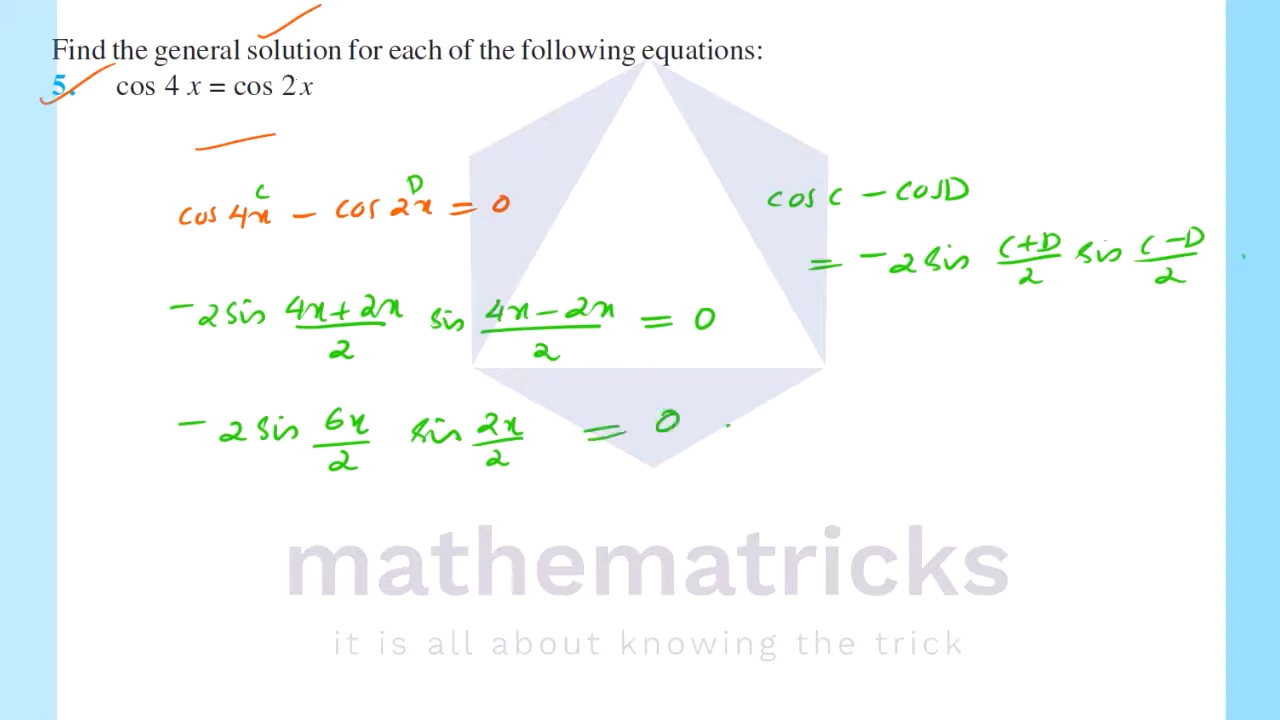 Find the general solution for each of the following equations:
5. cos 4 x = cos 2x
cos 4x - cos 2x = 0
C D
cos C - cos D
= -2 sin (C+D)/2 sin (C-D)/2
-2 sin (4x+2x)/2 sin (4x-2x)/2 = 0
-2 sin 6x/2 sin 2x/2 = 0
mathematricks
it is all about knowing the trick